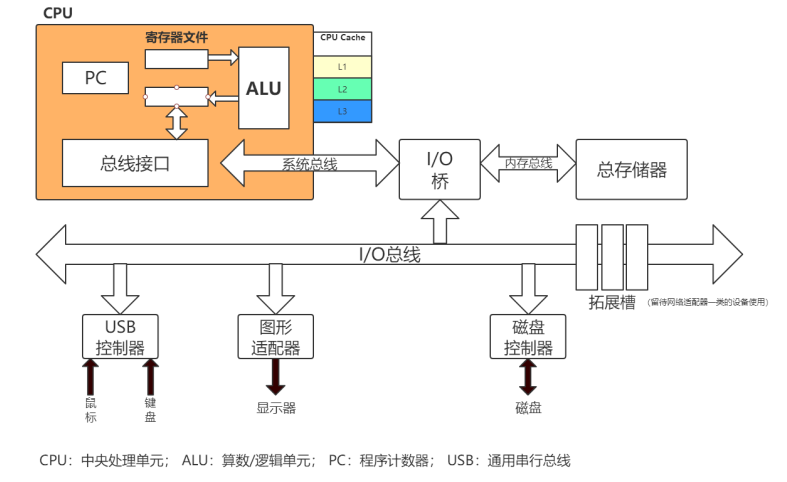 CPU
寄存器文件
CPU Cache
PC
ALU
L1
L2
L3
总线接口
系统总线
I/O
桥
内存总线
总存储器
I/O总线
拓展槽
(留待网络适配器一类的设备使用)
USB
控制器
图形
适配器
磁盘
控制器
鼠
标
键
盘
显示器
磁盘
CPU：中央处理单元； ALU：算数/逻辑单元； PC：程序计数器； USB：通用串行总线